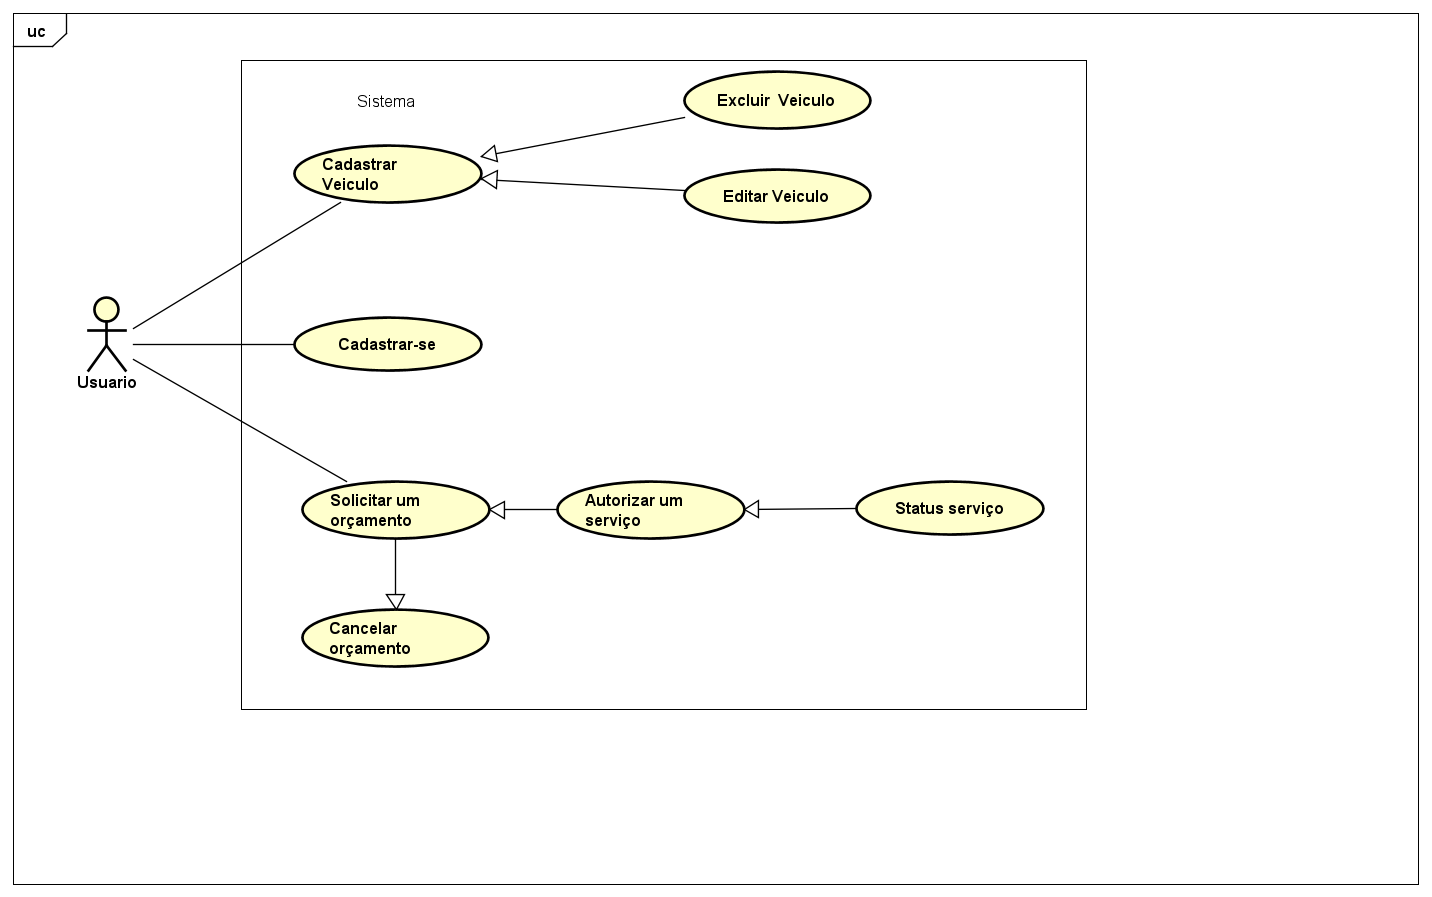 uc
Sistema
Excluir  Veiculo
Cadastrar
Veiculo
Editar Veiculo
Cadastrar-se
Usuario
Solicitar um
orçamento
Autorizar um
serviço
Status serviço
Cancelar
orçamento